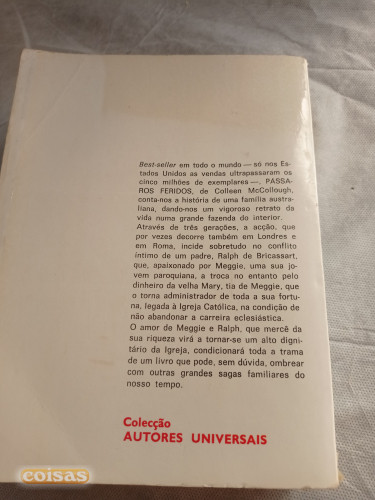 Best-seller em todo o mundo — só nos Es-
tados Unidos as vendas ultrapassaram os
cinco milhões de exemplares —, PASSA-
ROS FERIDOS, de Colleen McCollough,
conta-nos a história de uma família austra-
liana, dando-nos um vigoroso retrato da
vida numa grande fazenda do interior.
Através de três gerações, a acção, que
por vezes decorre também em Londres e
em Roma, incide sobretudo no conflito
íntimo de um padre, Ralph de Bricassart,
que, apaixonado por Meggie, uma sua jo-
vem paroquiana, a troca no entanto pelo
dinheiro da velha Mary, tia de Meggie, que
o torna administrador de toda a sua fortu-
na, legada à Igreja Católica, na condição de
não abandonar a carreira eclesiástica.
O amor de Meggie e Ralph, que mercê da
sua riqueza virá a tornar-se um alto digni-
tário da Igreja, condicionará toda a trama
de um livro que pode, sem dúvida, ombrear
com outras grandes sagas familiares do
nosso tempo.
Colecção
AUTORES UNIVERSAIS
coisas